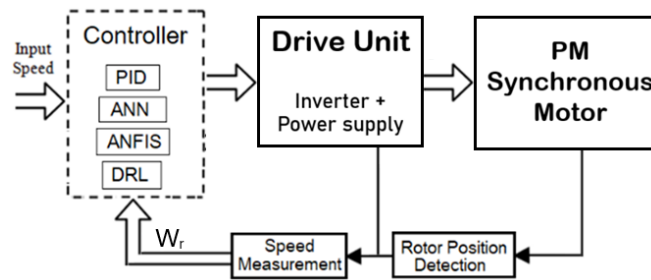 Input
Speed
Controller
PID
ANN
ANFIS
DRL
Drive Unit
Inverter +
Power supply
PM
Synchronous
Motor
Wr
Speed
Measurement
Rotor Position
Detection